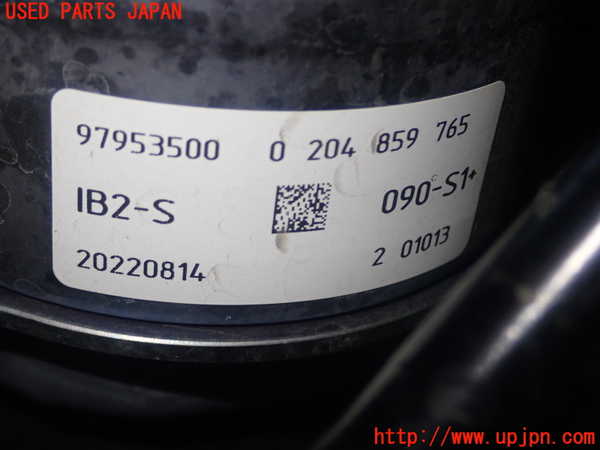 USED PARTS JAPAN
97953500 0 204 859 765
IB2-S 090-S1+
20220814 2 01013
http://www.upjpn.com/